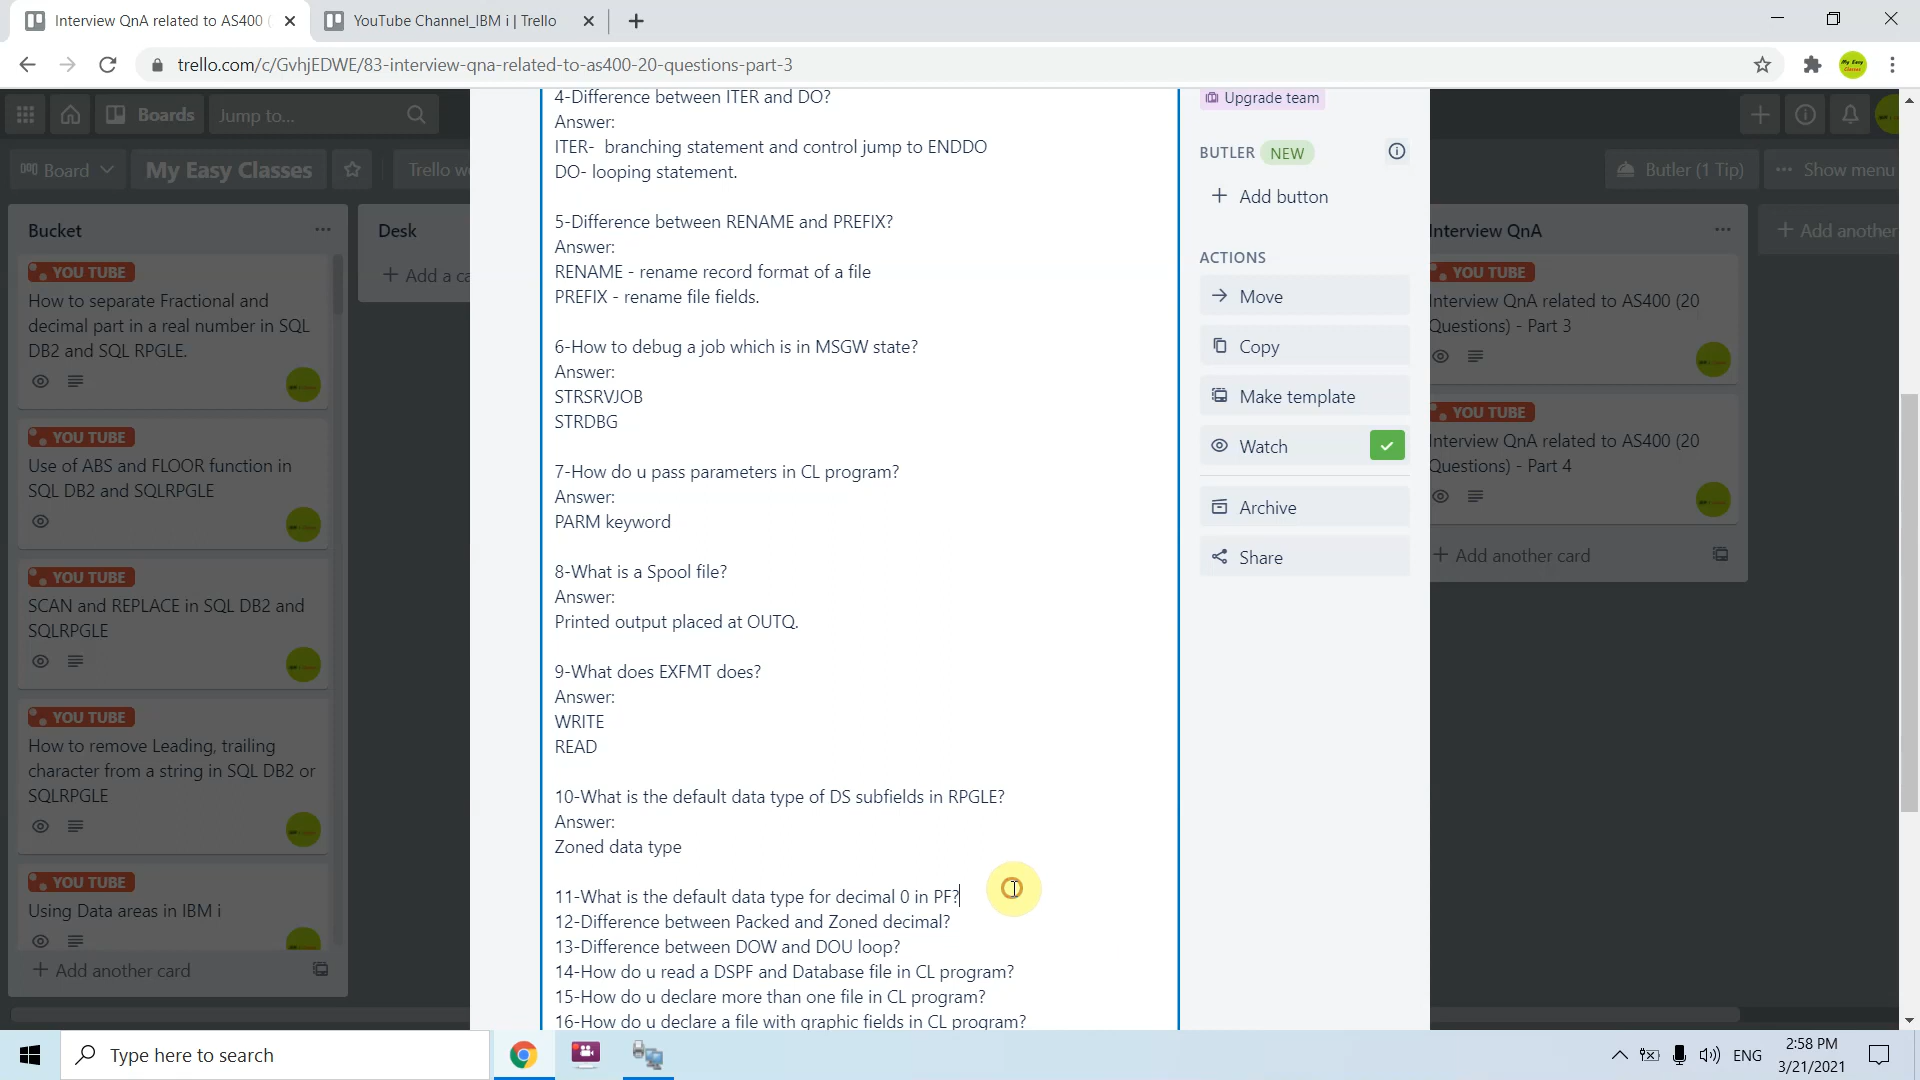 Interview QnA related to AS400 (
YouTube Channel_IBM i | Trello
trello.com/c/GvhjEDWE/83-interview-qna-related-to-as400-20-questions-part-3
Boards
Jump to...
Board
My Easy Classes
Trello w
Butler (1 Tip)
Show menu
Bucket
YOU TUBE
How to separate Fractional and
decimal part in a real number in SQL
DB2 and SQL RPGLE.
YOU TUBE
Use of ABS and FLOOR function in
SQL DB2 and SQLRPGLE
YOU TUBE
SCAN and REPLACE in SQL DB2 and
SQLRPGLE
YOU TUBE
How to remove Leading, trailing
character from a string in SQL DB2 or
SQLRPGLE
YOU TUBE
Using Data areas in IBM i
+ Add another card
Desk
+ Add a ca
4-Difference between ITER and DO?
Answer:
ITER-  branching statement and control jump to ENDDO
DO- looping statement.
5-Difference between RENAME and PREFIX?
Answer:
RENAME - rename record format of a file
PREFIX - rename file fields.
6-How to debug a job which is in MSGW state?
Answer:
STRSRVJOB
STRDBG
7-How do u pass parameters in CL program?
Answer:
PARM keyword
8-What is a Spool file?
Answer:
Printed output placed at OUTQ.
9-What does EXFMT does?
Answer:
WRITE
READ
10-What is the default data type of DS subfields in RPGLE?
Answer:
Zoned data type
11-What is the default data type for decimal 0 in PF?
12-Difference between Packed and Zoned decimal?
13-Difference between DOW and DOU loop?
14-How do u read a DSPF and Database file in CL program?
15-How do u declare more than one file in CL program?
16-How do u declare a file with graphic fields in CL program?
Upgrade team
BUTLER NEW
+ Add button
ACTIONS
Move
Copy
Make template
Watch
Archive
Share
Interview QnA
YOU TUBE
Interview QnA related to AS400 (20
Questions) - Part 3
YOU TUBE
Interview QnA related to AS400 (20
Questions) - Part 4
+ Add another card
+ Add another
Type here to search
ENG
2:58 PM
3/21/2021